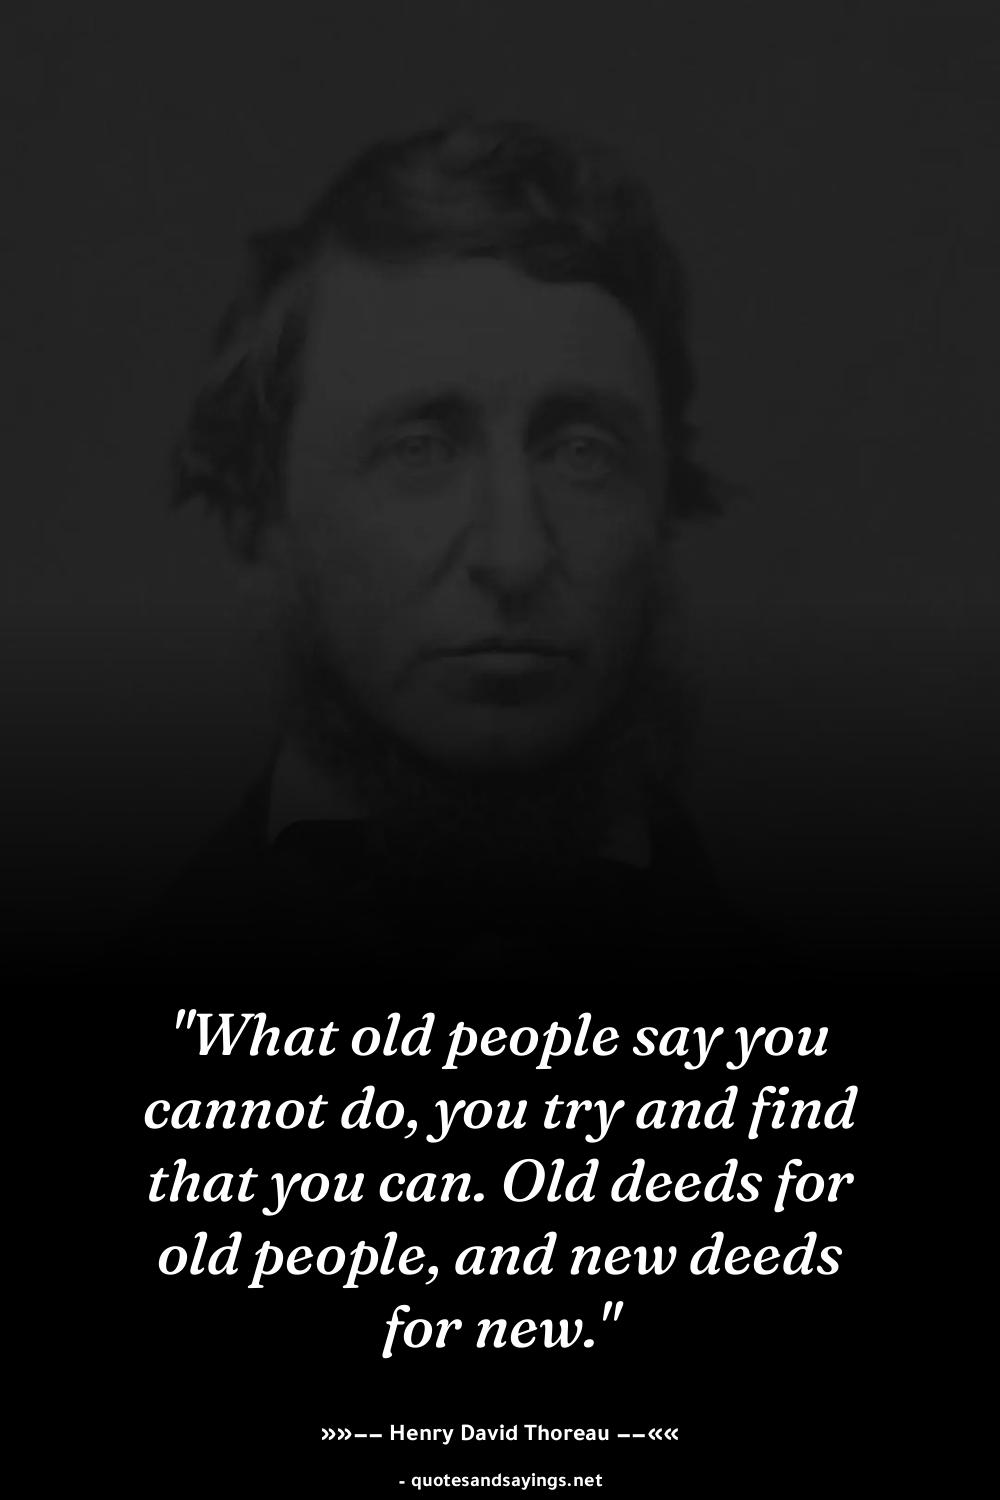 "What old people say you
cannot do, you try and find
that you can. Old deeds for
old people, and new deeds
for new."
»»−− Henry David Thoreau −−««
- quotesandsayings.net